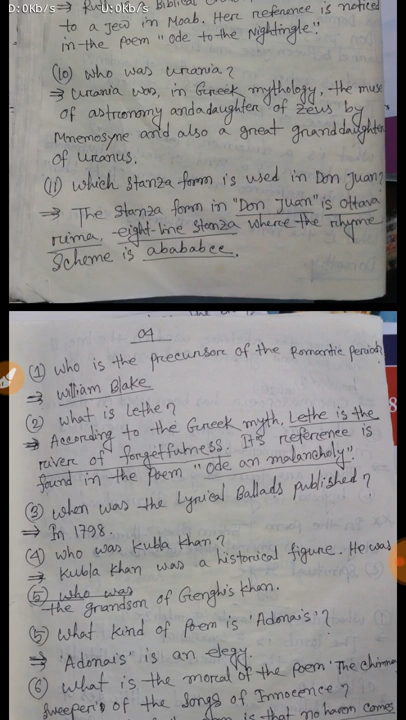 D:0Kb/s U:0Kb/s
⇒ Biblical
to a Jew in Moab. Here reference is noticed
in the poem "Ode to the Nightingle."
(10) Who was urania?
⇒ Urania was, in Greek mythology, the muse
of astronomy and a daughter of Zeus by
Mnemosyne and also a great granddaughter
of uranus.
(11) Which stanza form is used in Don Juan?
⇒ The stanza form in "Don Juan" is ottava
rima, eight-line stanza where the rhyme
scheme is abababcc.
04
(1) Who is the precursor of the Romantic Period?
⇒ William Blake
(2) What is Lethe?
⇒ According to the Greek myth, Lethe is the
river of forgetfulness. It's reference is
found in the Poem "ode an malancholy".
(3) When was the Lyrical Ballads published?
⇒ In 1798.
(4) Who was Kubla Khan?
⇒ Kubla Khan was a historical figure. He was
(5) who was
the grandson of Genghis Khan.
(5) What kind of Poem is 'Adonais'?
⇒ 'Adonais' is an elegy.
(6) What is the moral of the Poem 'The chimney
Sweeper's of the Songs of Innocence?
is that no harm comes